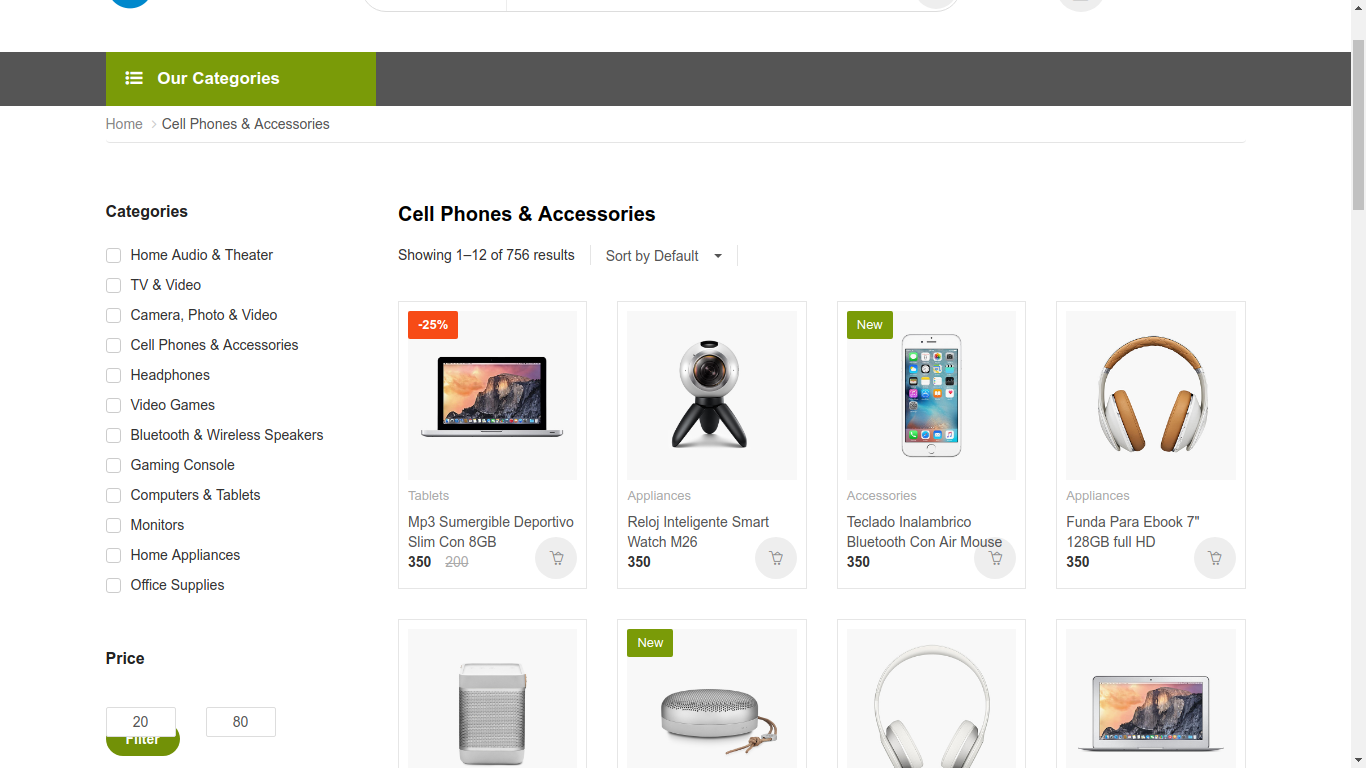 Our Categories
Home
Cell Phones & Accessories
Categories
Home Audio & Theater
TV & Video
Camera, Photo & Video
Cell Phones & Accessories
Headphones
Video Games
Bluetooth & Wireless Speakers
Gaming Console
Computers & Tablets
Monitors
Home Appliances
Office Supplies
Price
20
80
Filter
Cell Phones & Accessories
Showing 1–12 of 756 results
Sort by Default
-25%
Tablets
Mp3 Sumergible Deportivo
Slim Con 8GB
350 200
Appliances
Reloj Inteligente Smart
Watch M26
350
New
Accessories
Teclado Inalambrico
Bluetooth Con Air Mouse
350
Appliances
Funda Para Ebook 7"
128GB full HD
350
New